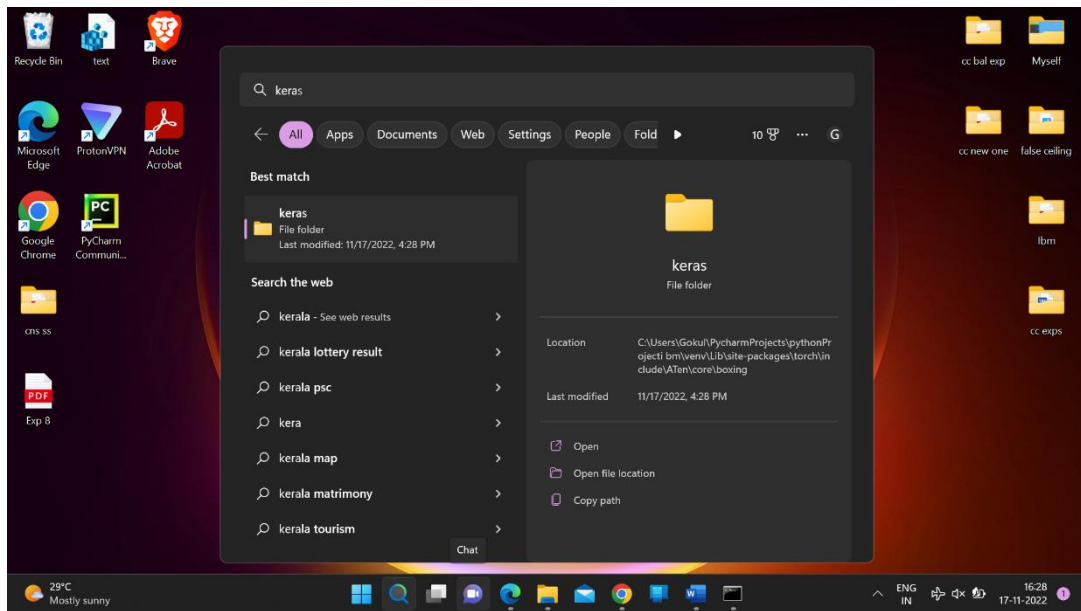 Recycle Bin
text
Brave
Microsoft
Edge
ProtonVPN
Adobe
Acrobat
Google
Chrome
PC
PyCharm
Communi...
cns ss
PDF
Exp 8
keras
All
Apps
Documents
Web
Settings
People
Fold
10
G
Best match
keras
File folder
Last modified: 11/17/2022, 4:28 PM
Search the web
kerala - See web results
kerala lottery result
kerala psc
kera
kerala map
kerala matrimony
kerala tourism
Chat
keras
File folder
Location
C:\Users\Gokul\PycharmProjects\pythonPr
ojecti bm\venv\Lib\site-packages\torch\in
clude\ATen\core\boxing
Last modified
11/17/2022, 4:28 PM
Open
Open file location
Copy path
cc bal exp
Myself
cc new one
false ceiling
Ibm
cc exps
29°C
Mostly sunny
ENG
IN
16:28
17-11-2022
1